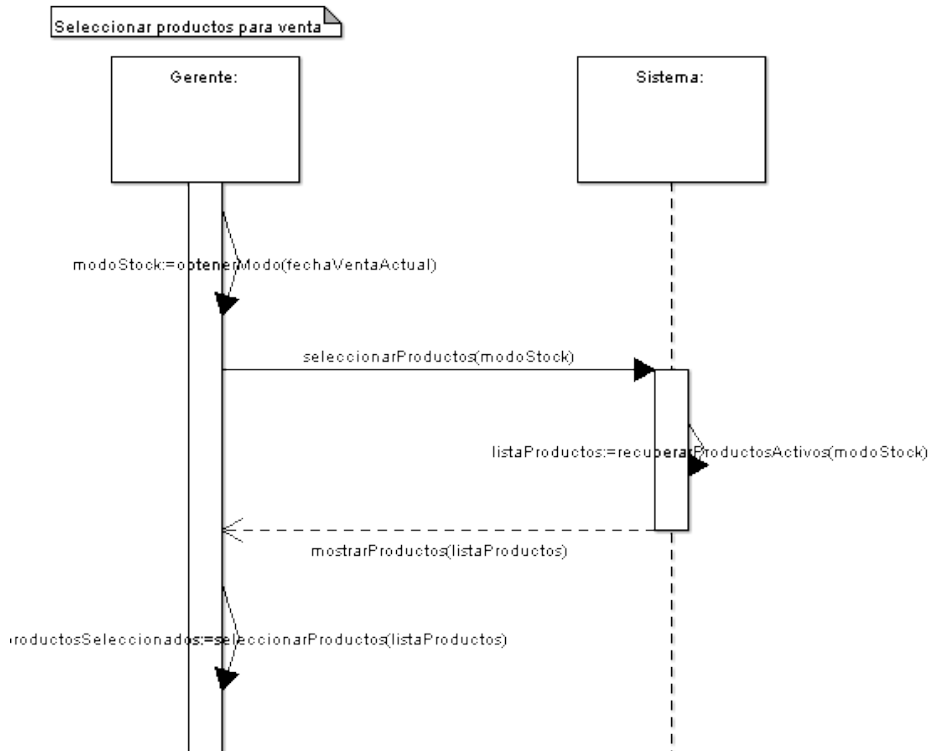 Seleccionar productos para venta
Gerente:
Sistema:
modoStock:=obtenerModo(fechaVentaActual)
seleccionarProductos(modoStock)
listaProductos:=recuperarProductosActivos(modoStock)
mostrarProductos(listaProductos)
roductosSeleccionados:=seleccionarProductos(listaProductos)